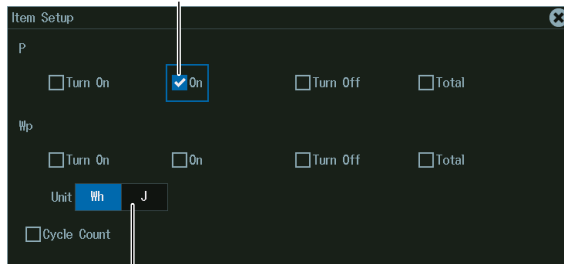 Item Setup
P
Turn On On Turn Off Total
Wp
Turn On On Turn Off Total
Unit Wh J
Cycle Count